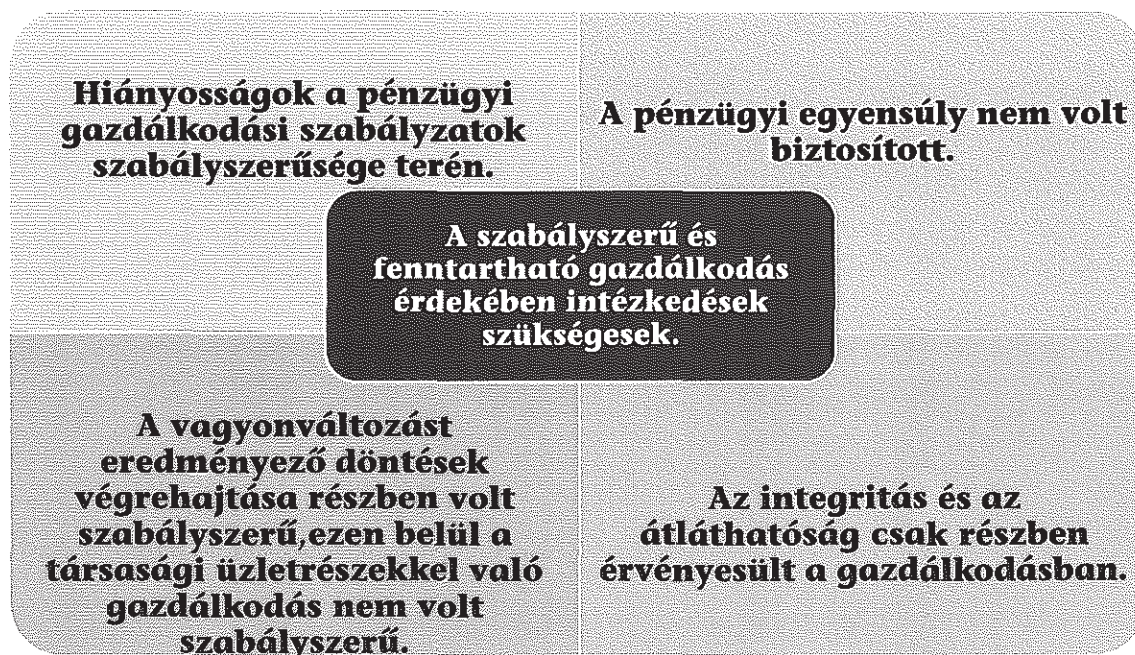 Hiányosságok a pénzügyi
gazdálkodási szabályzatok
szabályszerűsége terén.
A pénzügyi egyensúly nem volt
biztosított.
A szabályszerű és
fenntartható gazdálkodás
érdekében intézkedések
szükségesek.
A vagyonváltozást
eredményező döntések
végrehajtása részben volt
szabályszerű,ezen belül a
társasági üzletrészekkel való
gazdálkodás nem volt
szabályszerű.
Az integritás és az
átláthatóság csak részben
érvényesült a gazdálkodásban.